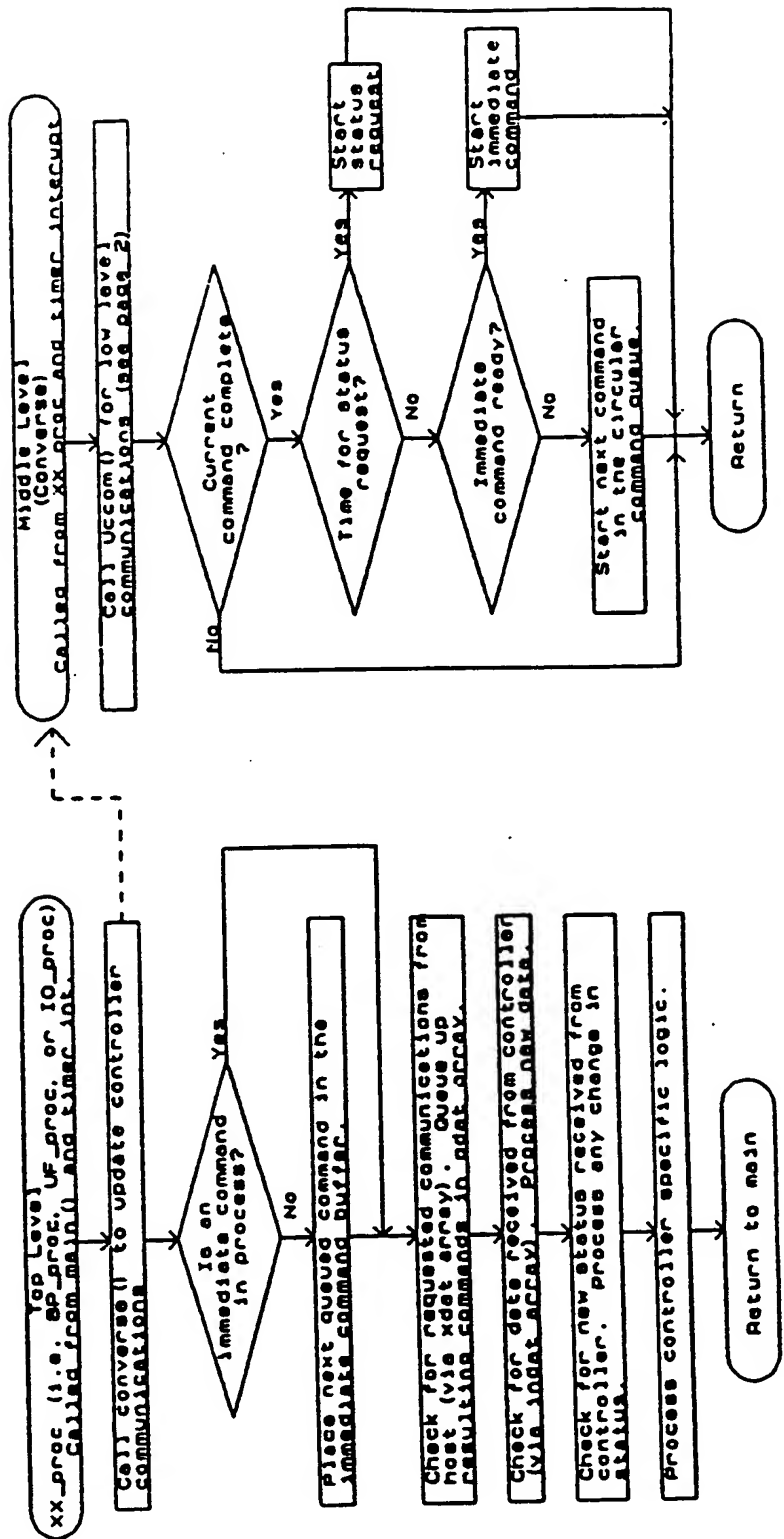 Top Level
XX_proc (i.e. BP_proc, UF_proc, or IO_proc)
Called from main() and timer int.
Call converse() to update controller
communications
Is an
immediate command
in process?
Yes
No
Place next queued command in the
immediate command buffer.
Check for requested communications from
host (via xdat array). Queue up
resulting commands in qdat array.
Check for data received from controller
(via indat array). Process new data.
Check for new status received from
controller. Process any change in
status.
Process controller specific logic.
Return to main
Middle Level
(Converse)
Called from XX_proc and timer interupt
Call Uccom() for low level
communications (see page 2)
Current
command complete
?
No
Yes
Time for status
request?
Yes
Start
status
request
No
Immediate
command ready?
Yes
Start
immediate
command
No
Start next command
in the circular
command queue.
Return